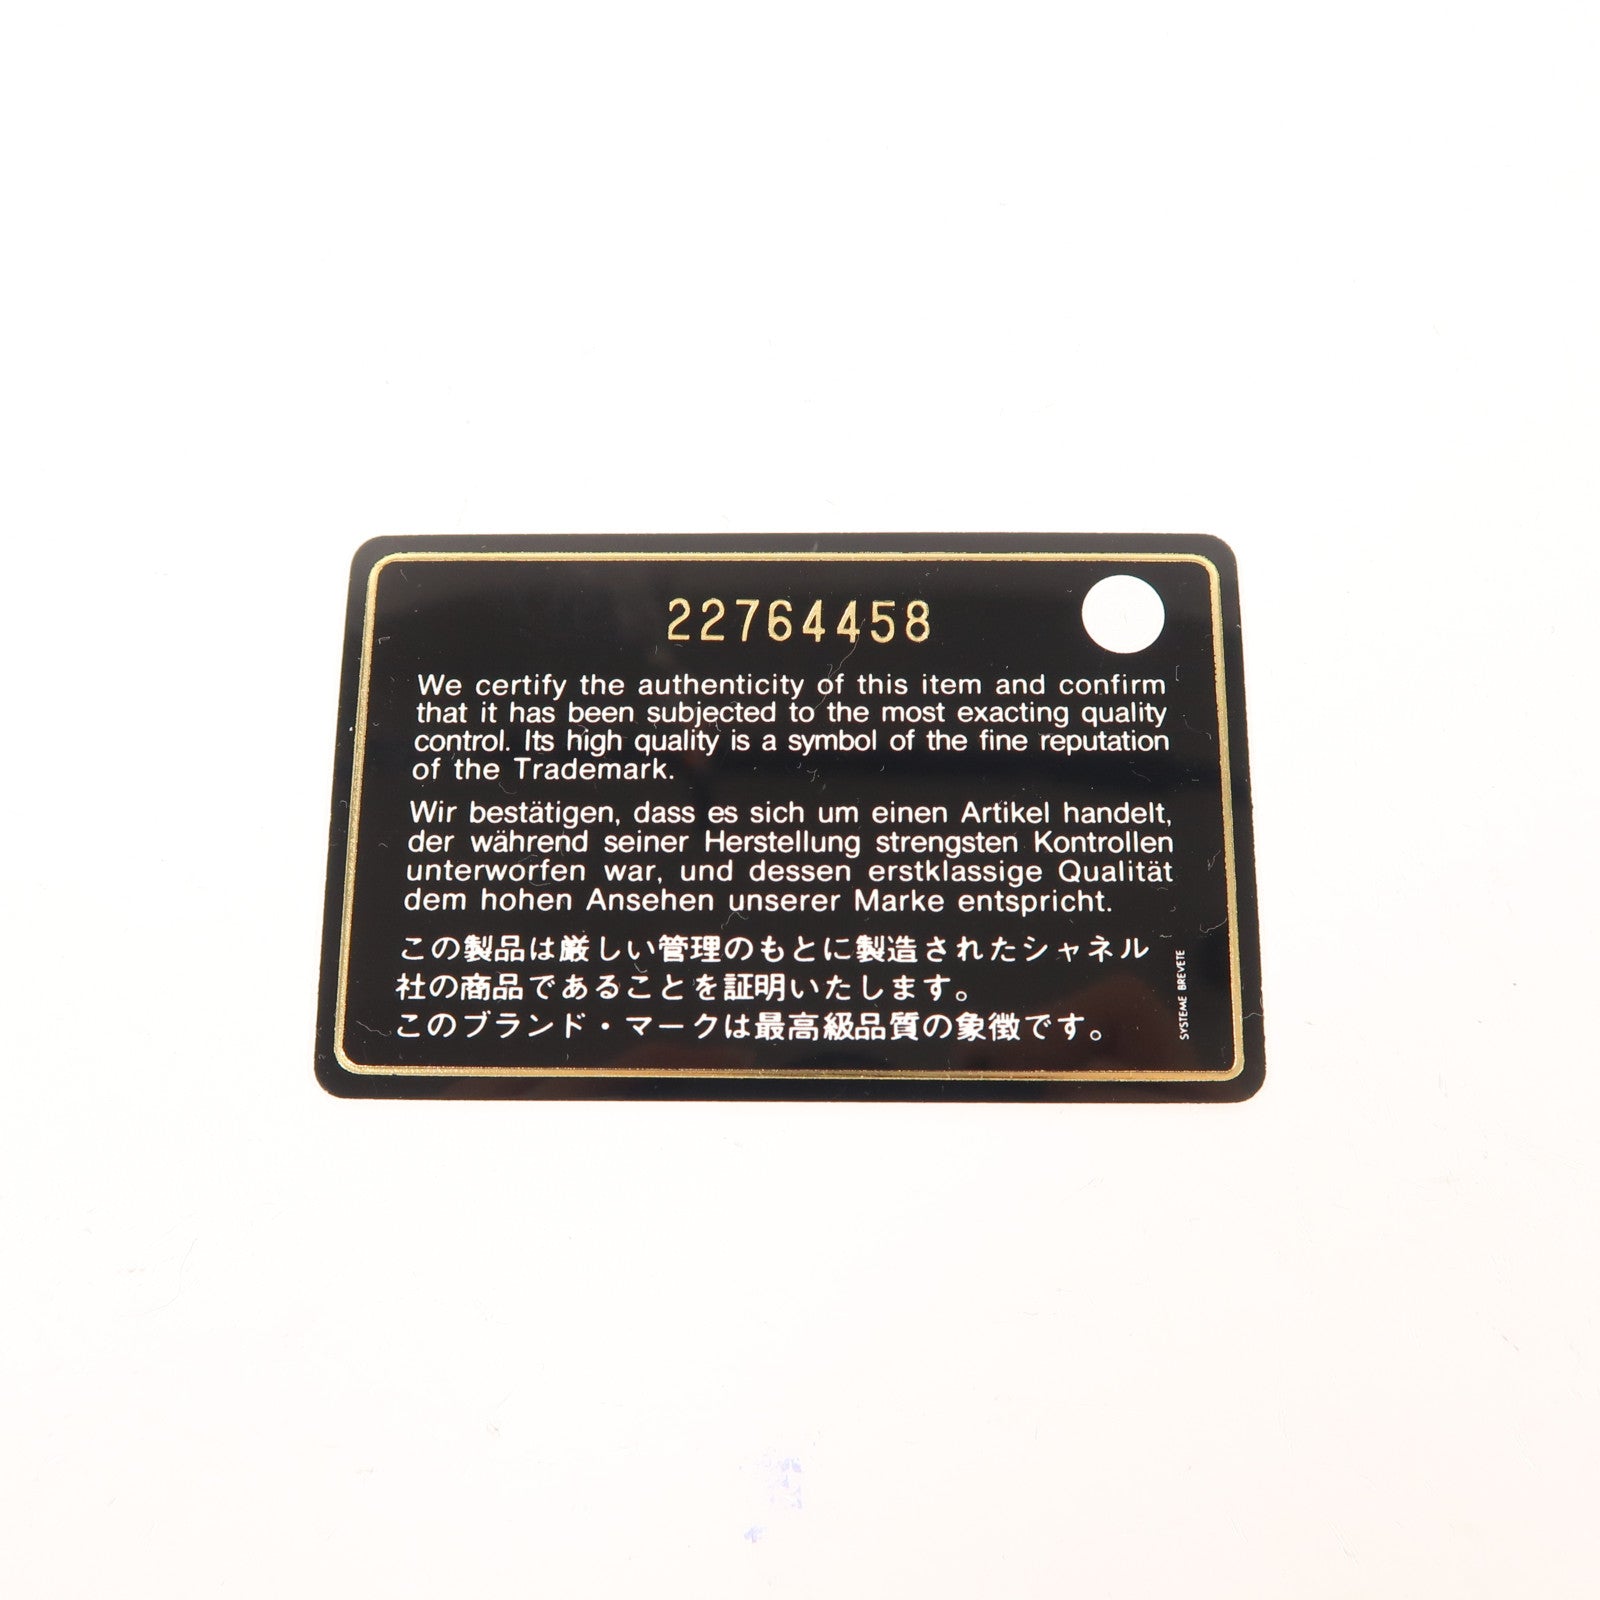 22764458
We certify the authenticity of this item and confirm
that it has been subjected to the most exacting quality
control. Its high quality is a symbol of the fine reputation
of the Trademark.
Wir bestätigen, dass es sich um einen Artikel handelt,
der während seiner Herstellung strengsten Kontrollen
unterworfen war, und dessen erstklassige Qualität
dem hohen Ansehen unserer Marke entspricht.
この製品は厳しい管理のもとに製造されたシャネル
社の商品であることを証明いたします。
このブランド・マークは最高級品質の象徴です。
SYSTEME BREVETE